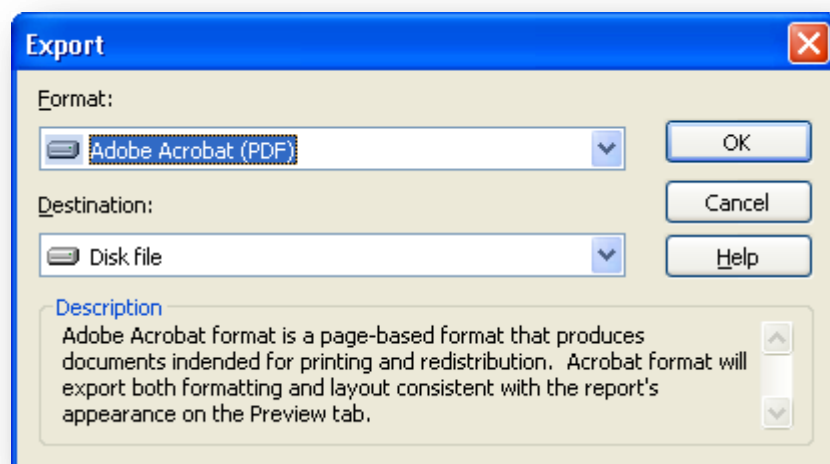 Export
Format:
Adobe Acrobat (PDF)
OK
Destination:
Cancel
Disk file
Help
Description
Adobe Acrobat format is a page-based format that produces
documents indended for printing and redistribution.  Acrobat format will
export both formatting and layout consistent with the report's
appearance on the Preview tab.